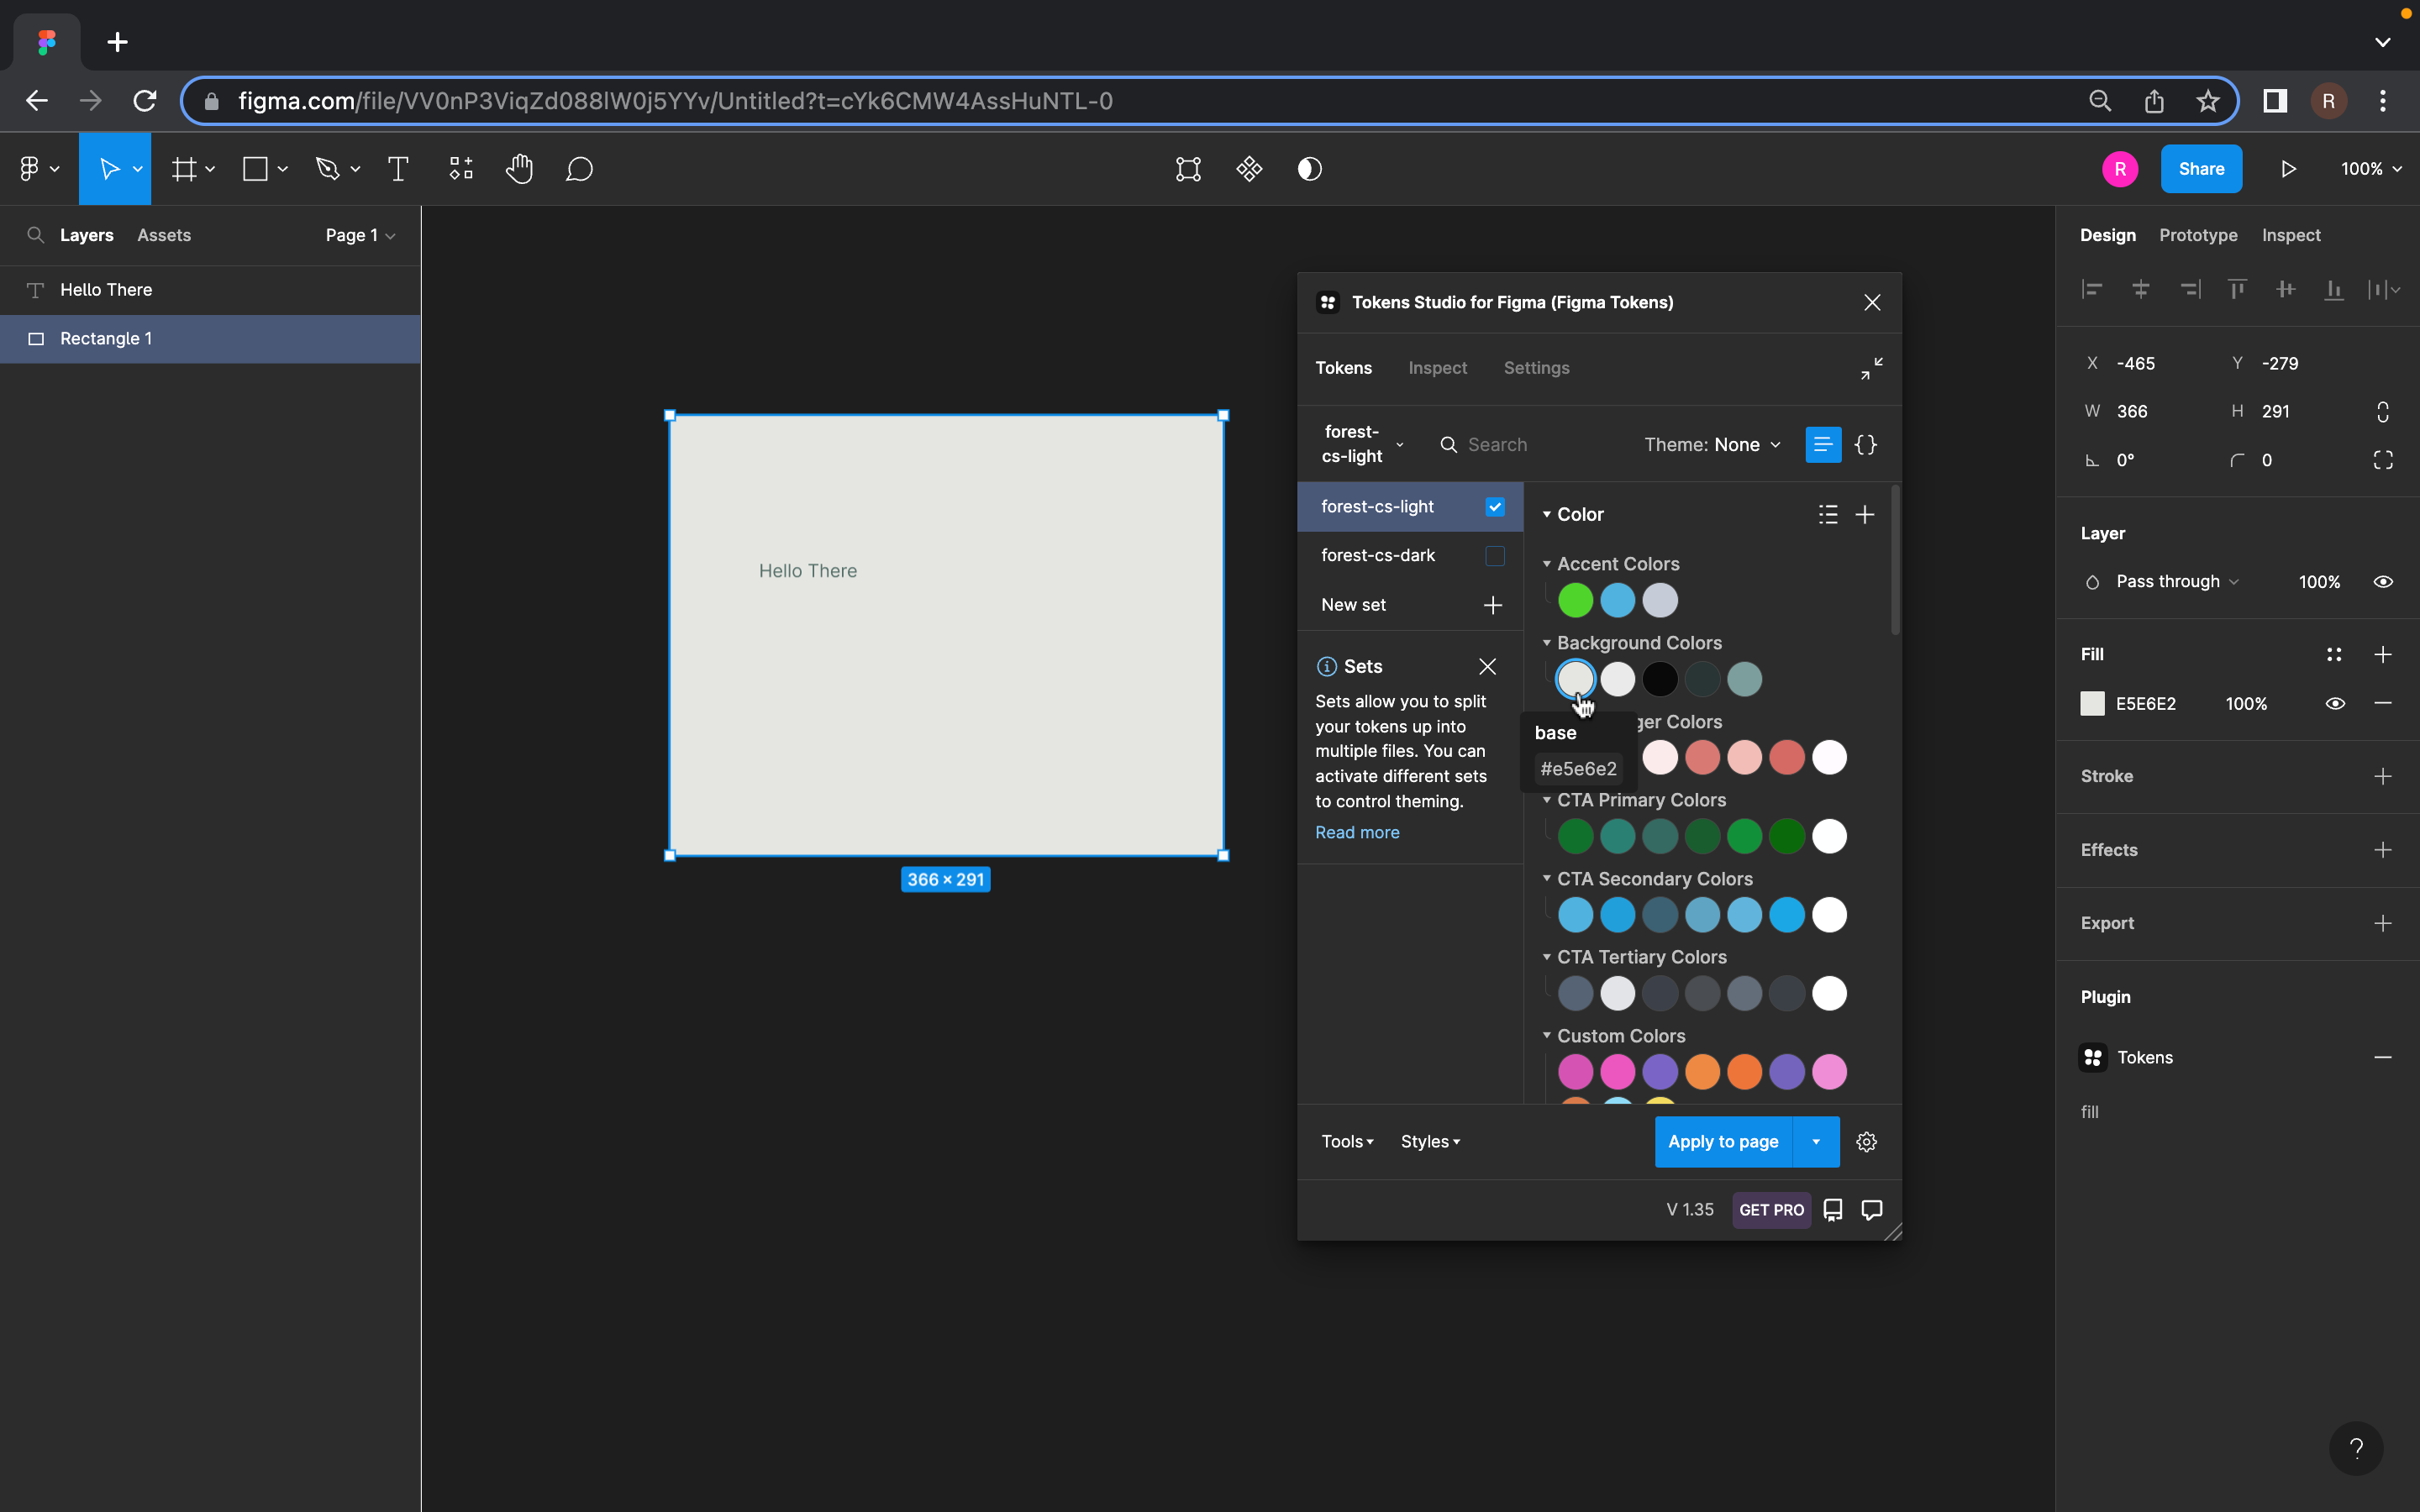 figma.com/file/VV0nP3ViqZd088lW0j5YYv/Untitled?t=cYk6CMW4AssHuNTL-0
R
R
Share
100%
Layers Assets Page 1
Hello There
Rectangle 1
Hello There
366 × 291
Tokens Studio for Figma (Figma Tokens)
Tokens Inspect Settings
forest-
cs-light
Search
Theme: None
forest-cs-light
forest-cs-dark
New set
Sets
Sets allow you to split
your tokens up into
multiple files. You can
activate different sets
to control theming.
Read more
Color
Accent Colors
Background Colors
ger Colors
base
#e5e6e2
CTA Primary Colors
CTA Secondary Colors
CTA Tertiary Colors
Custom Colors
Tools Styles
Apply to page
V 1.35 GET PRO
Design Prototype Inspect
X -465 Y -279
W 366 H 291
0° 0
Layer
Pass through 100%
Fill
E5E6E2 100%
Stroke
Effects
Export
Plugin
Tokens
fill
?